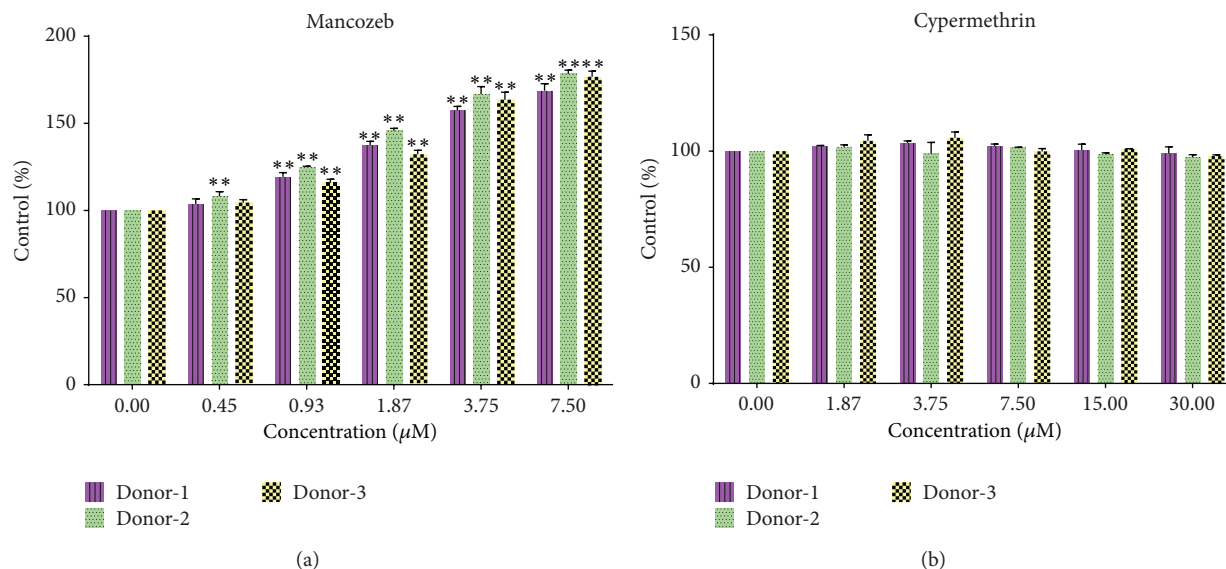 Mancozeb
200
150
100
50
0
Control (%)
** ** ** ** ** ** ** ** ** ** ** ** **
0.00 0.45 0.93 1.87 3.75 7.50
Concentration (μM)
Donor-1
Donor-2
Donor-3
(a)
Cypermethrin
150
100
50
0
Control (%)
0.00 1.87 3.75 7.50 15.00 30.00
Concentration (μM)
Donor-1
Donor-2
Donor-3
(b)